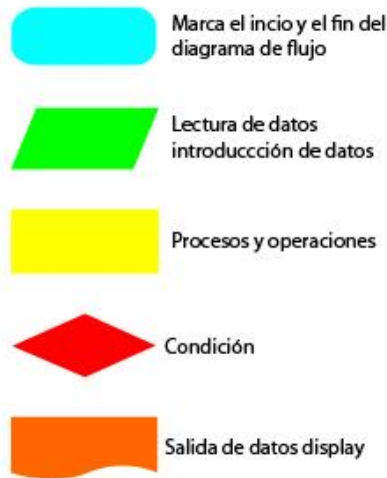 Marca el incio y el fin del
diagrama de flujo
Lectura de datos
introduccción de datos
Procesos y operaciones
Condición
Salida de datos display